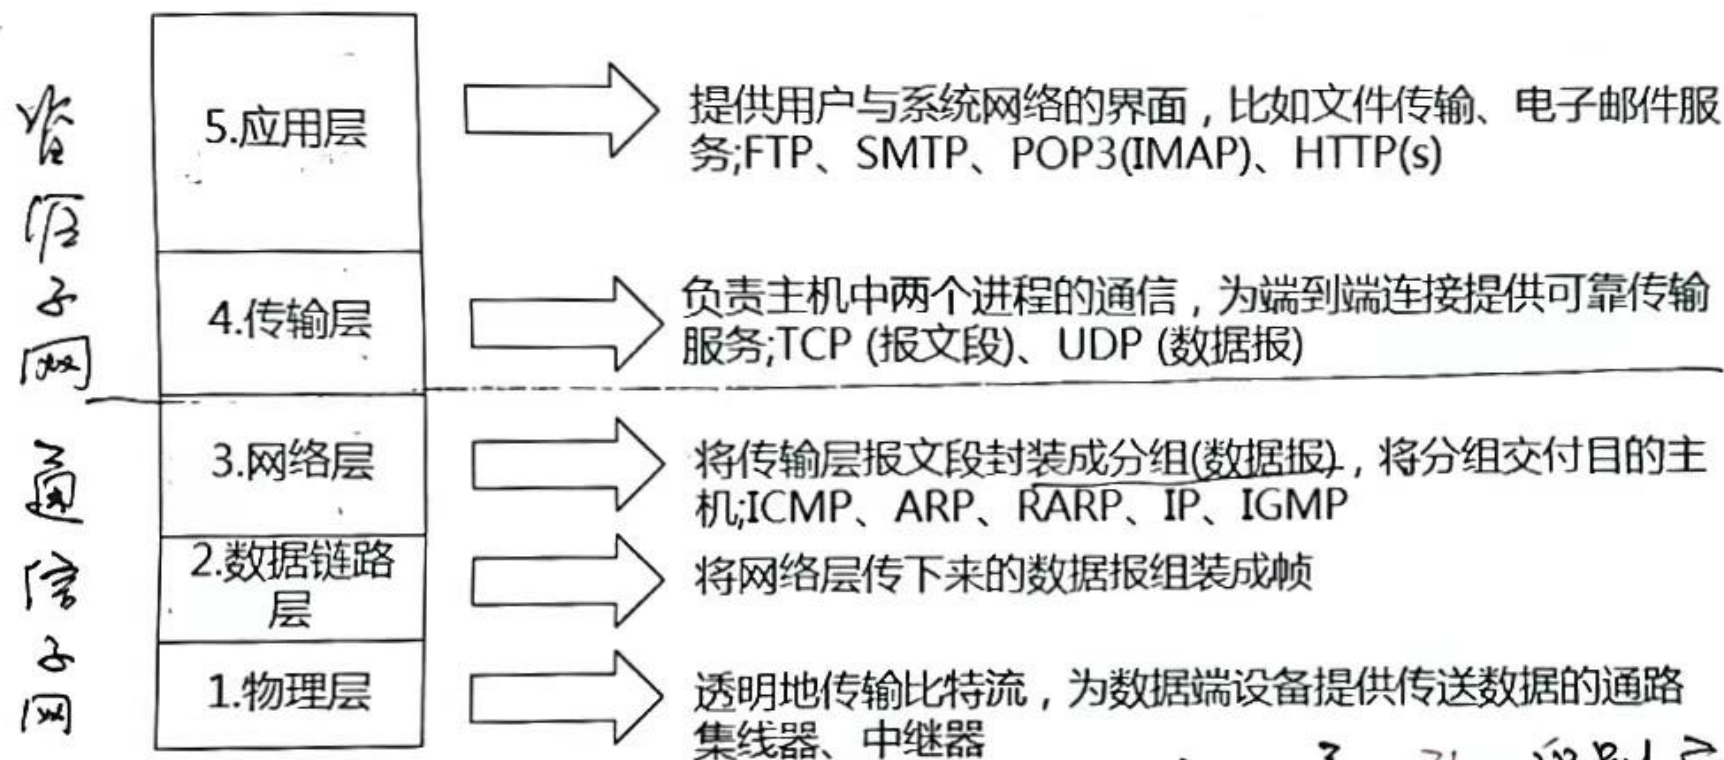 资源子网
5.应用层
提供用户与系统网络的界面，比如文件传输、电子邮件服
务;FTP、SMTP、POP3(IMAP)、HTTP(s)
4.传输层
负责主机中两个进程的通信，为端到端连接提供可靠传输
服务;TCP (报文段)、UDP (数据报)
通信子网
3.网络层
将传输层报文段封装成分组(数据报)，将分组交付目的主
机;ICMP、ARP、RARP、IP、IGMP
2.数据链路
层
将网络层传下来的数据报组装成帧
1.物理层
透明地传输比特流，为数据端设备提供传送数据的通路
集线器、中继器